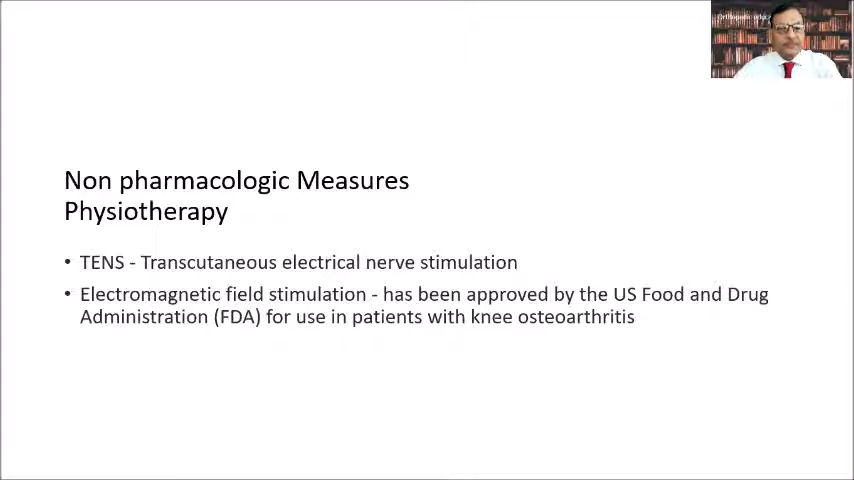 Non pharmacologic Measures
Physiotherapy
• TENS - Transcutaneous electrical nerve stimulation
• Electromagnetic field stimulation - has been approved by the US Food and Drug
Administration (FDA) for use in patients with knee osteoarthritis